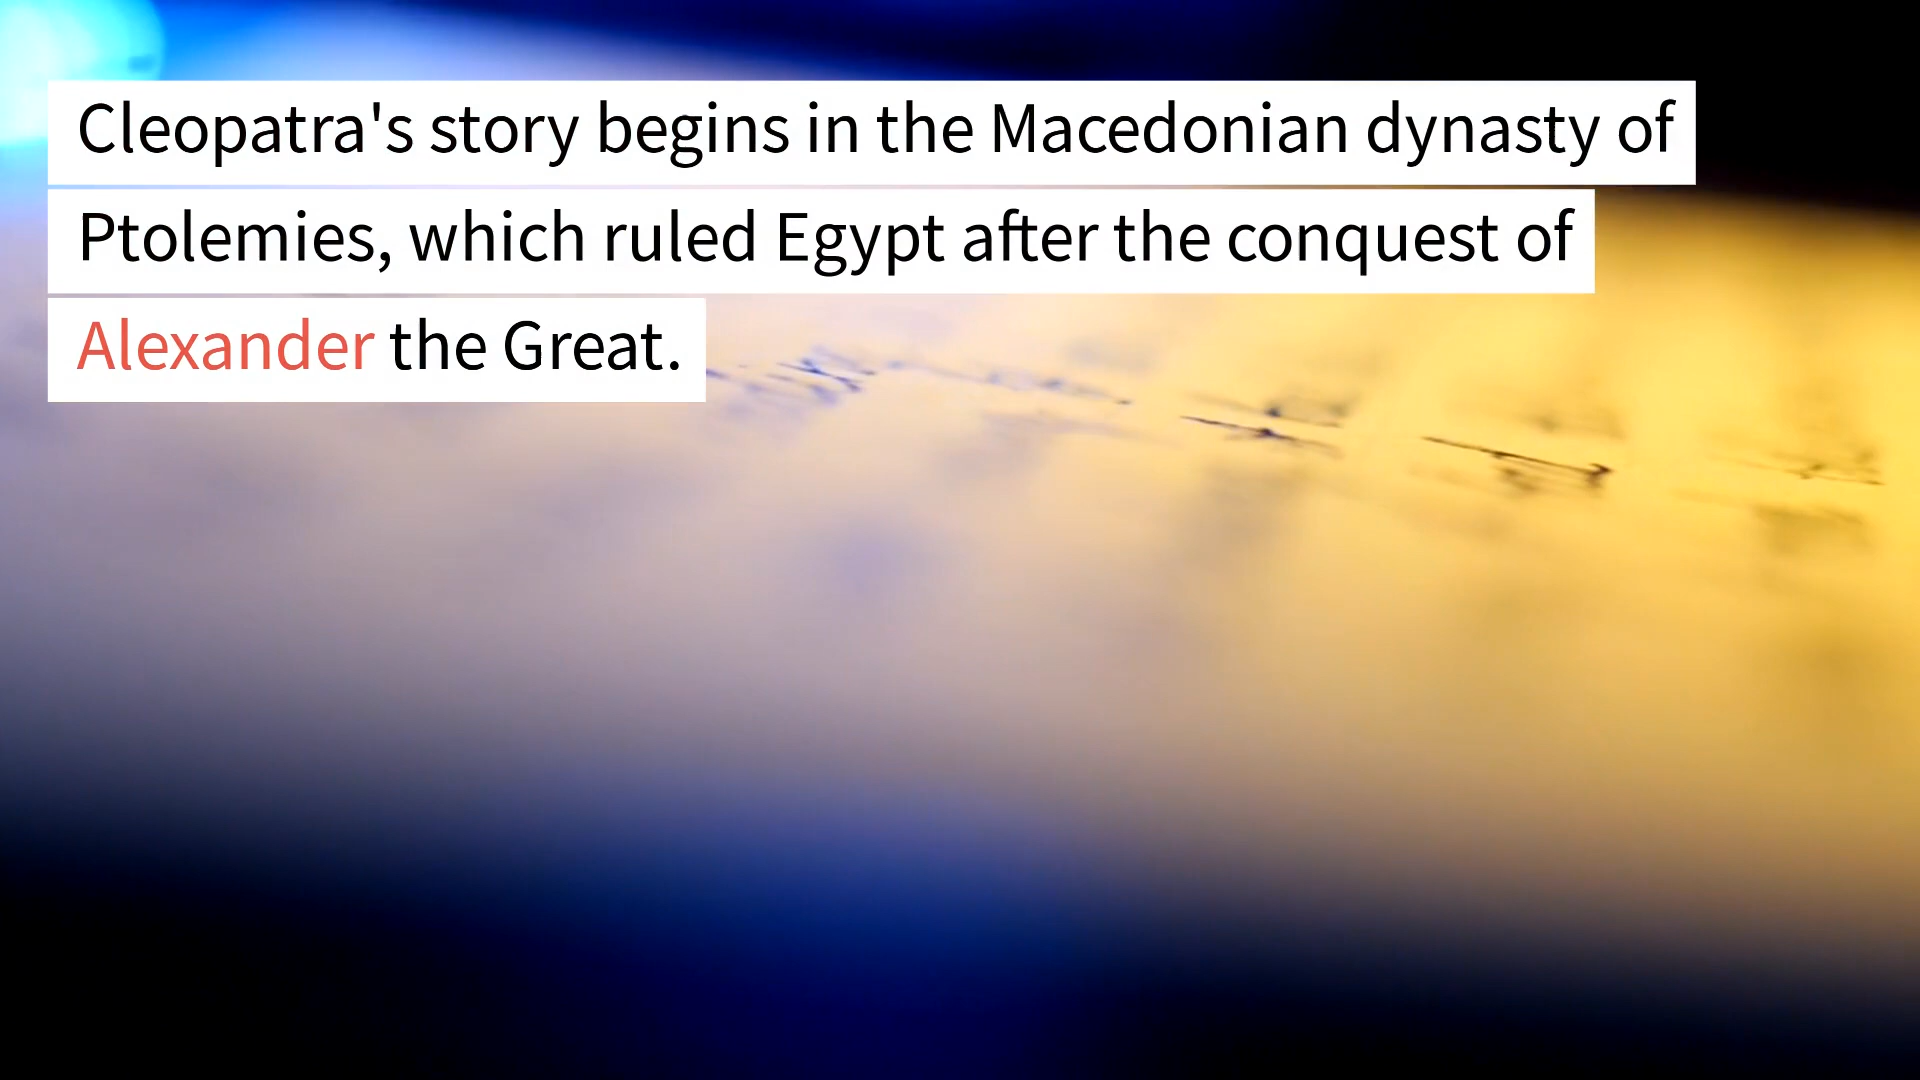 Cleopatra's story begins in the Macedonian dynasty of
Ptolemies, which ruled Egypt after the conquest of
Alexander the Great.